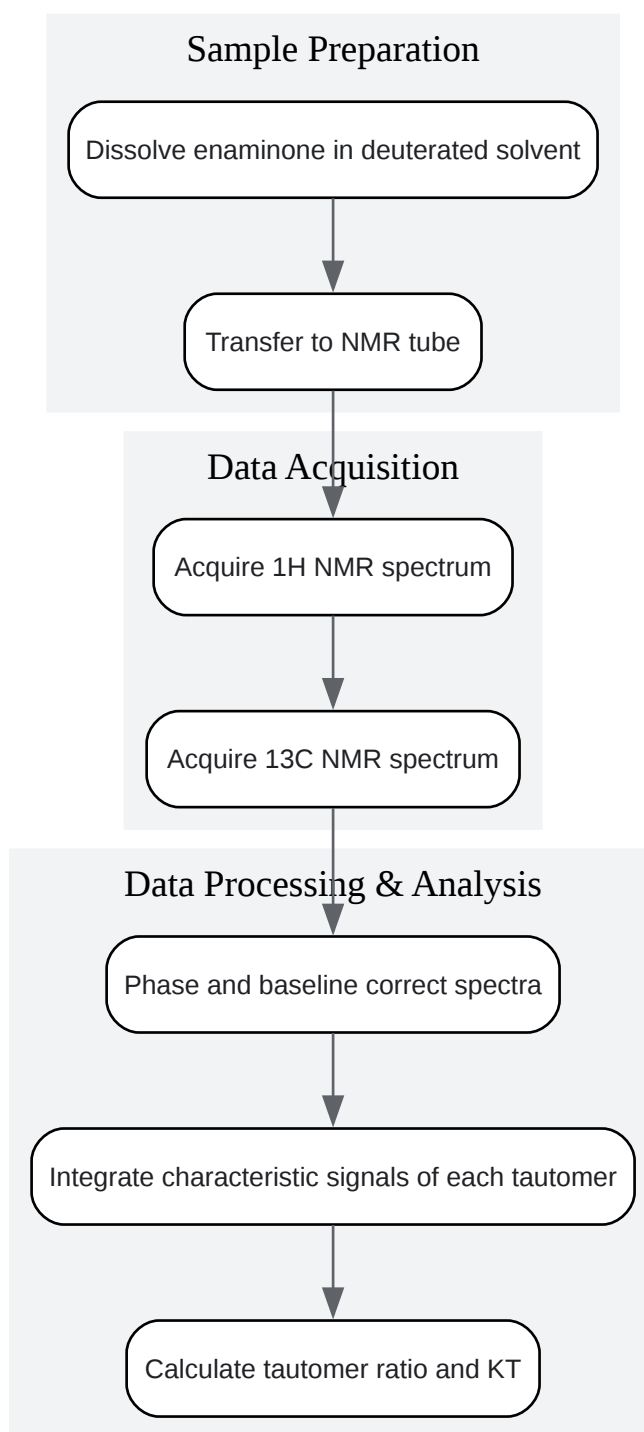 Sample Preparation
Dissolve enaminone in deuterated solvent
Transfer to NMR tube
Data Acquisition
Acquire 1H NMR spectrum
Acquire 13C NMR spectrum
Data Processing & Analysis
Phase and baseline correct spectra
Integrate characteristic signals of each tautomer
Calculate tautomer ratio and KT